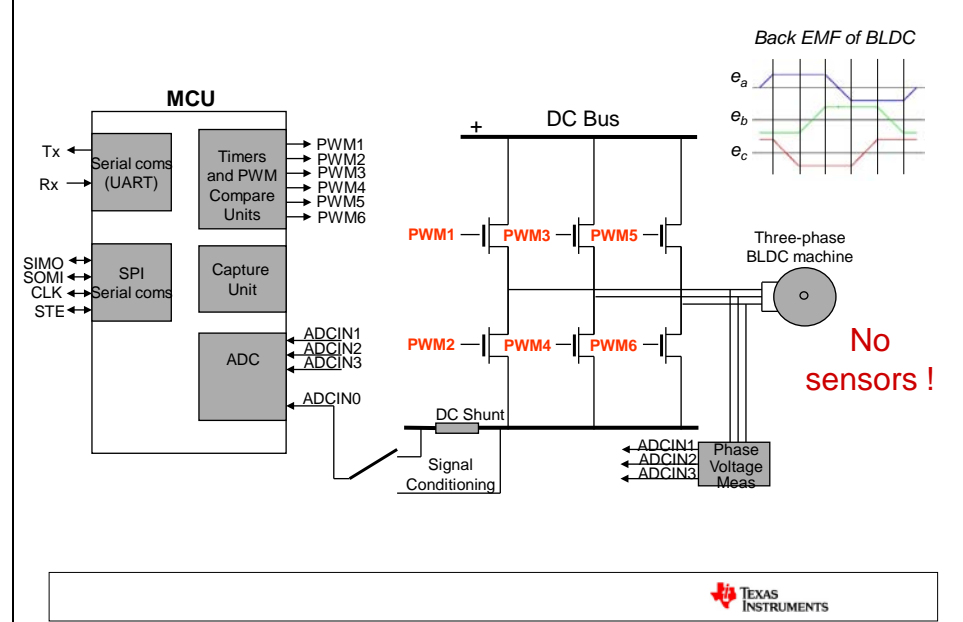 Back EMF of BLDC
ea
eb
ec
MCU
Tx
Rx
Serial coms
(UART)
Timers
and PWM
Compare
Units
PWM1
PWM2
PWM3
PWM4
PWM5
PWM6
SIMO
SOMI
CLK
STE
SPI
Serial coms
Capture
Unit
ADC
ADCIN1
ADCIN2
ADCIN3
ADCIN0
+
DC Bus
PWM1
PWM3
PWM5
PWM2
PWM4
PWM6
Three-phase
BLDC machine
No
sensors !
DC Shunt
Signal
Conditioning
ADCIN1
ADCIN2
ADCIN3
Phase
Voltage
Meas
TEXAS
INSTRUMENTS